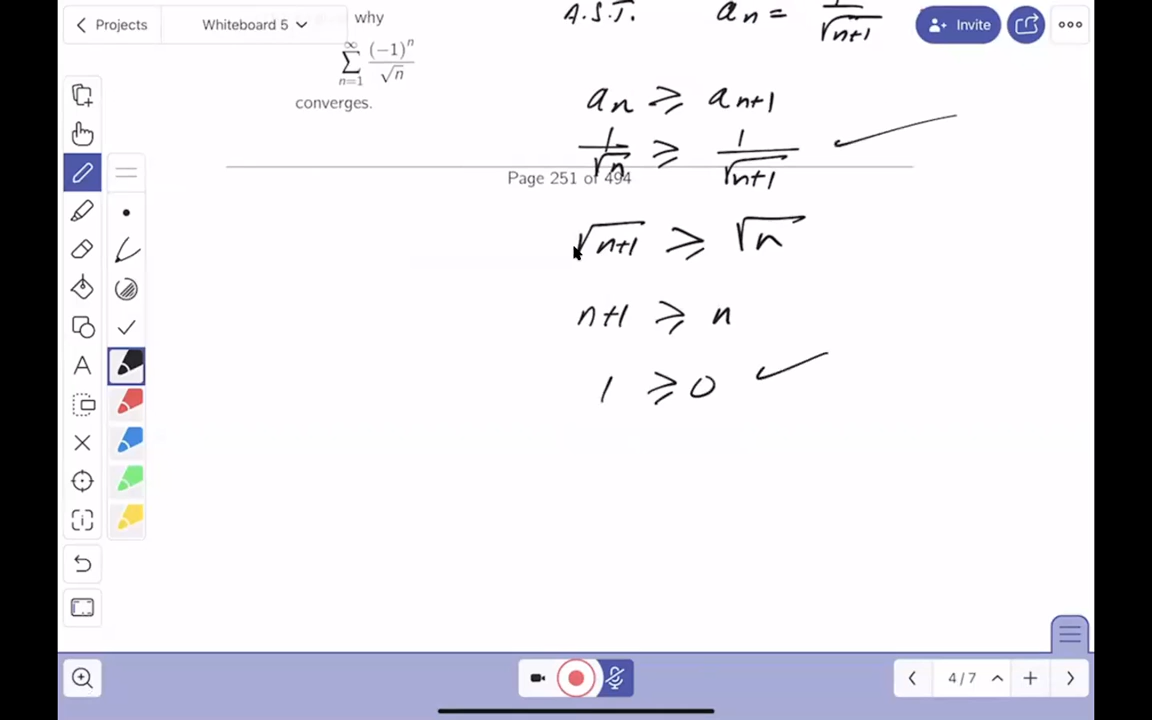 Projects
Whiteboard 5
why
A.S.T. aₙ = 1/√n+1
Invite
∞
∑ (-1)ⁿ/√n
n=1
converges.
aₙ ⩾ aₙ₊₁
1/√n ⩾ 1/√n+1 ✓
Page 251 of 494
√n+1 ⩾ √n
n+1 ⩾ n
1 ⩾ 0 ✓
A
4/7